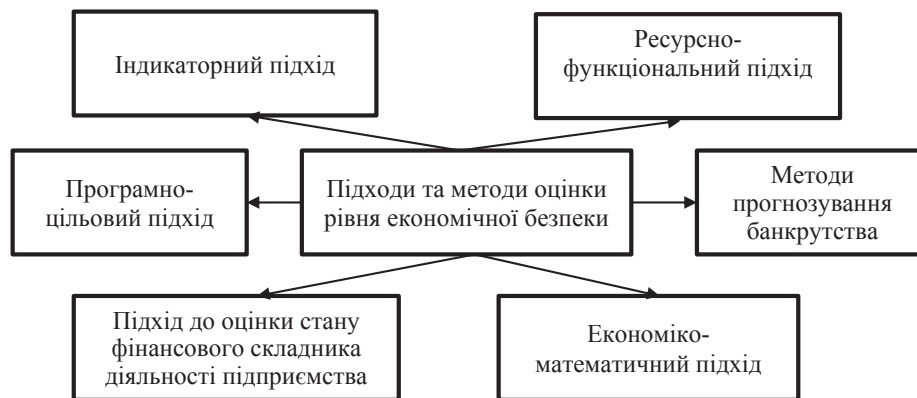 Індикаторний підхід
Ресурсно-
функціональний підхід
Програмно-
цільовий підхід
Підходи та методи оцінки
рівня економічної безпеки
Методи
прогнозування
банкрутства
Підхід до оцінки стану
фінансового складника
діяльності підприємства
Економіко-
математичний підхід